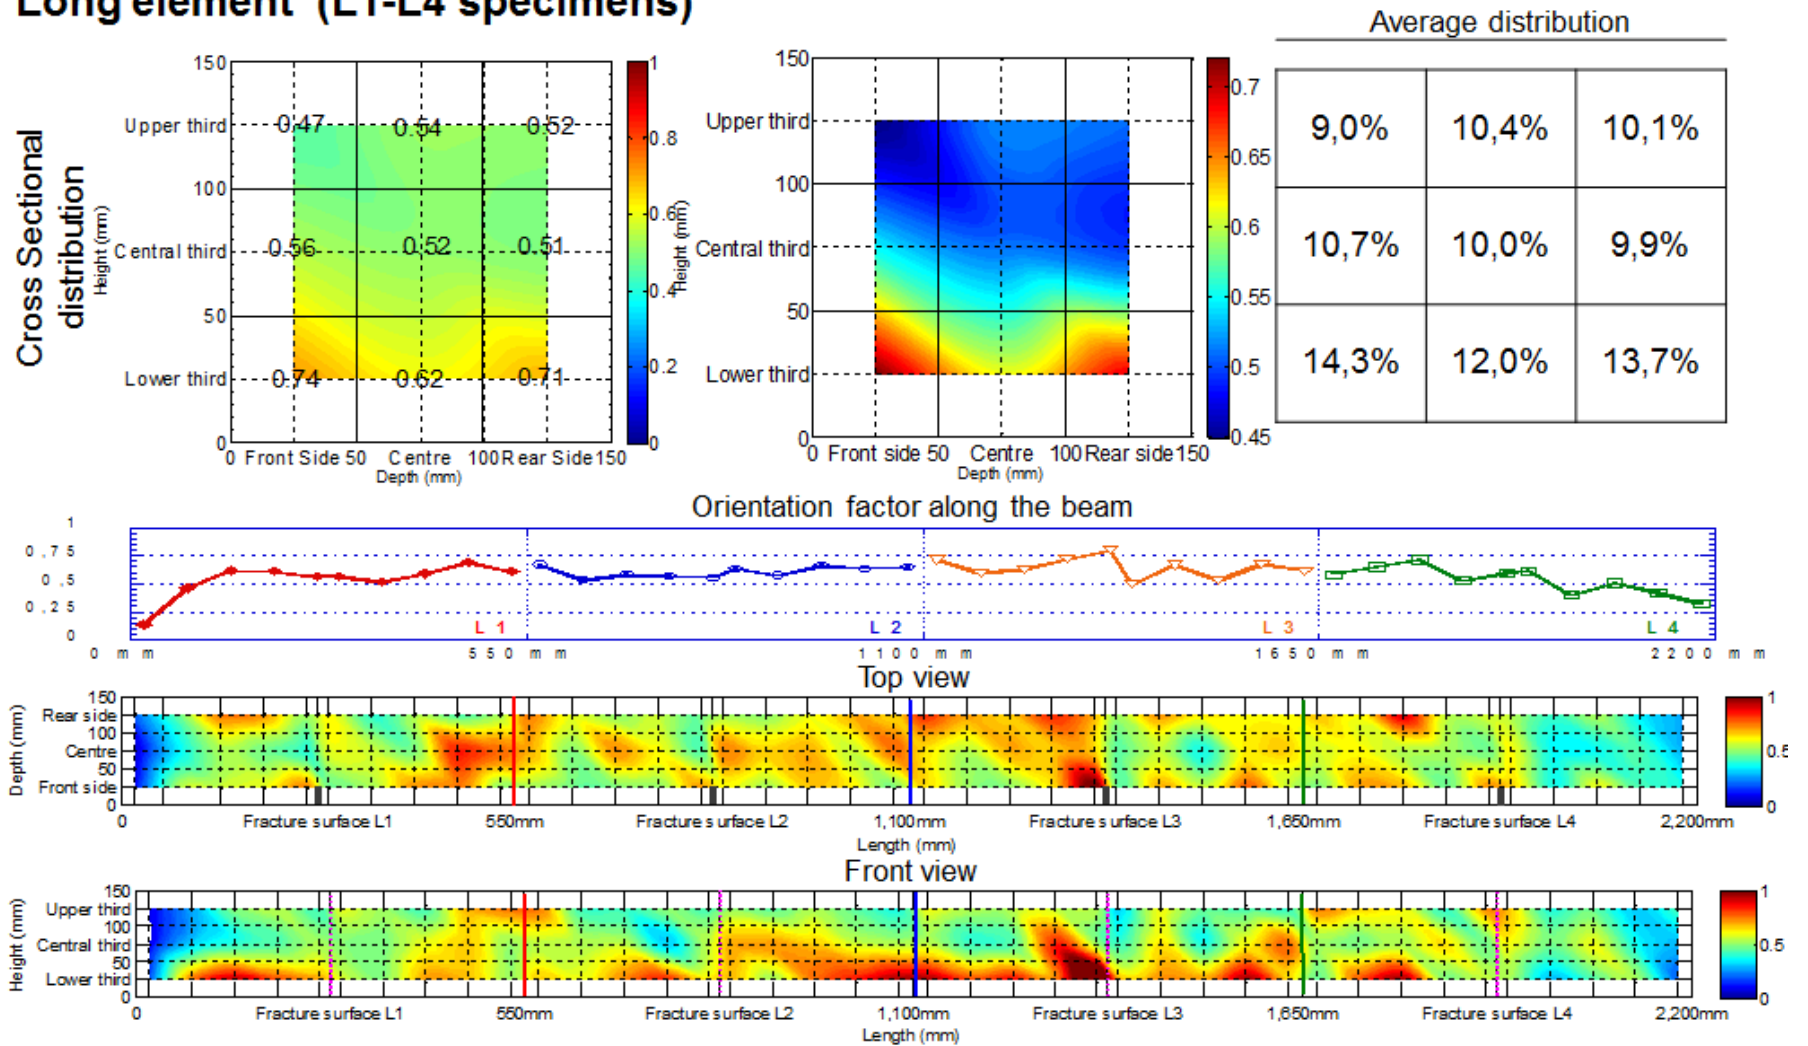 Long element (L1-L4 specimens)
Average distribution
Cross Sectional
distribution
150
Upper third
100
Height (mm)
Central third
50
Lower third
0
0 Front Side 50 Centre 100 Rear Side 150
Depth (mm)
0.47 0.54 0.52
0.56 0.52 0.51
0.74 0.62 0.71
1
0.8
0.6
0.4
0.2
0
150
Upper third
100
Height (mm)
Central third
50
Lower third
0
0 Front side 50 Centre 100 Rear side 150
Depth (mm)
0.7
0.65
0.6
0.55
0.5
0.45
9,0% 10,4% 10,1%
10,7% 10,0% 9,9%
14,3% 12,0% 13,7%
Orientation factor along the beam
1
0.75
0.5
0.25
0
L 1 L 2 L 3 L 4
0 mm 550 mm 1100 mm 1650 mm 2200 mm
Top view
150
Rear side
100
Depth (mm)
Centre
50
Front side
0
0 Fracture surface L1 550mm Fracture surface L2 1,100mm Fracture surface L3 1,650mm Fracture surface L4 2,200mm
Length (mm)
1
0.5
0
Front view
150
Upper third
100
Height (mm)
Central third
50
Lower third
0
0 Fracture surface L1 550mm Fracture surface L2 1,100mm Fracture surface L3 1,650mm Fracture surface L4 2,200mm
Length (mm)
1
0.5
0